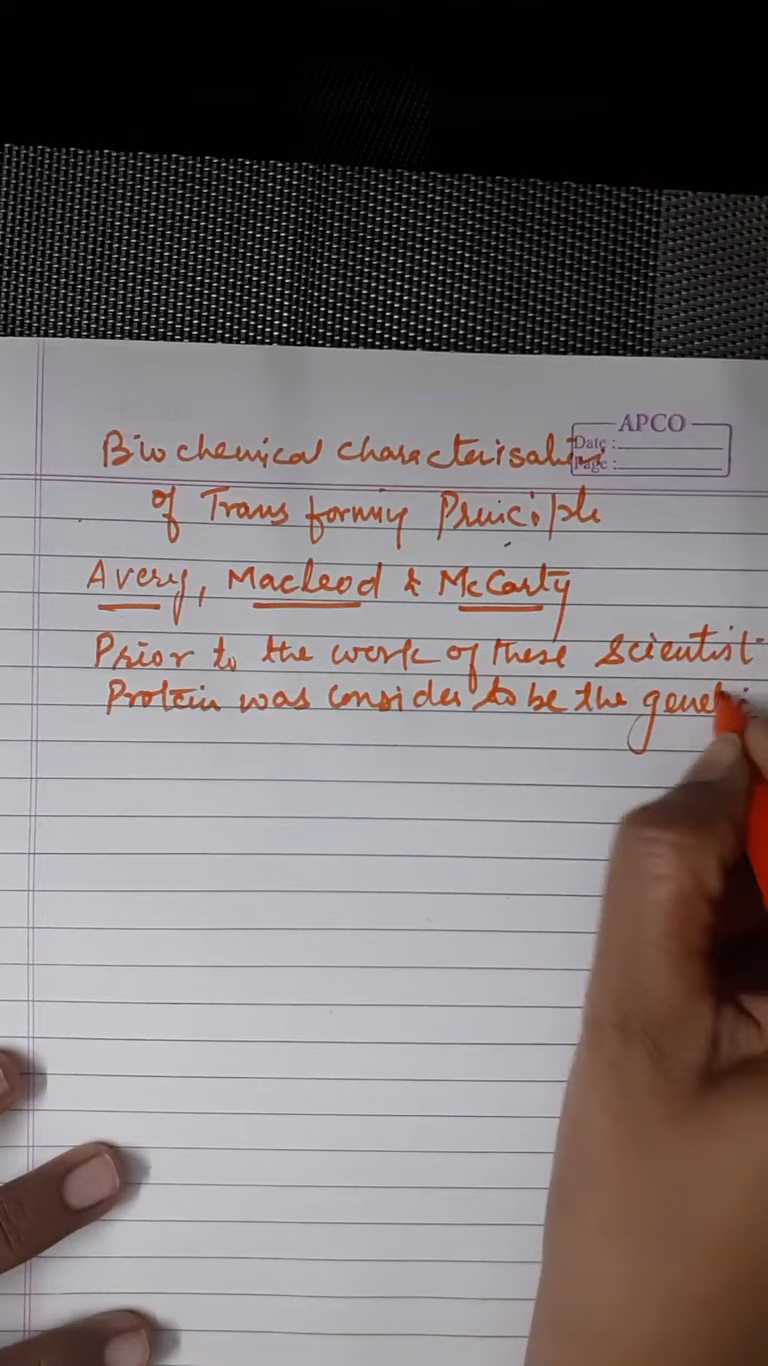 APCO
Date :
Page :
Biochemical characterisation
of Transforming Principle
Avery, Macleod & McCarty
Prior to the work of these scientist
Protein was consider to be the geneti